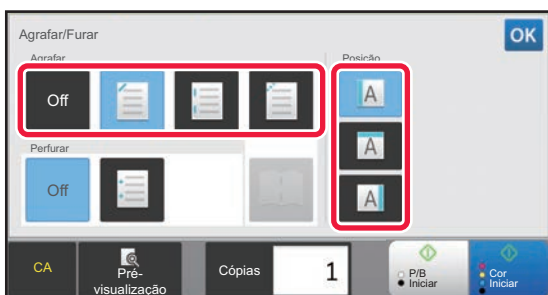 Agrafar/Furar
OK
Agrafar
Posição
Off
A
A
A
Perfurar
Off
CA
Pré-
visualização
Cópias
1
P/B
Iniciar
Cor
Iniciar